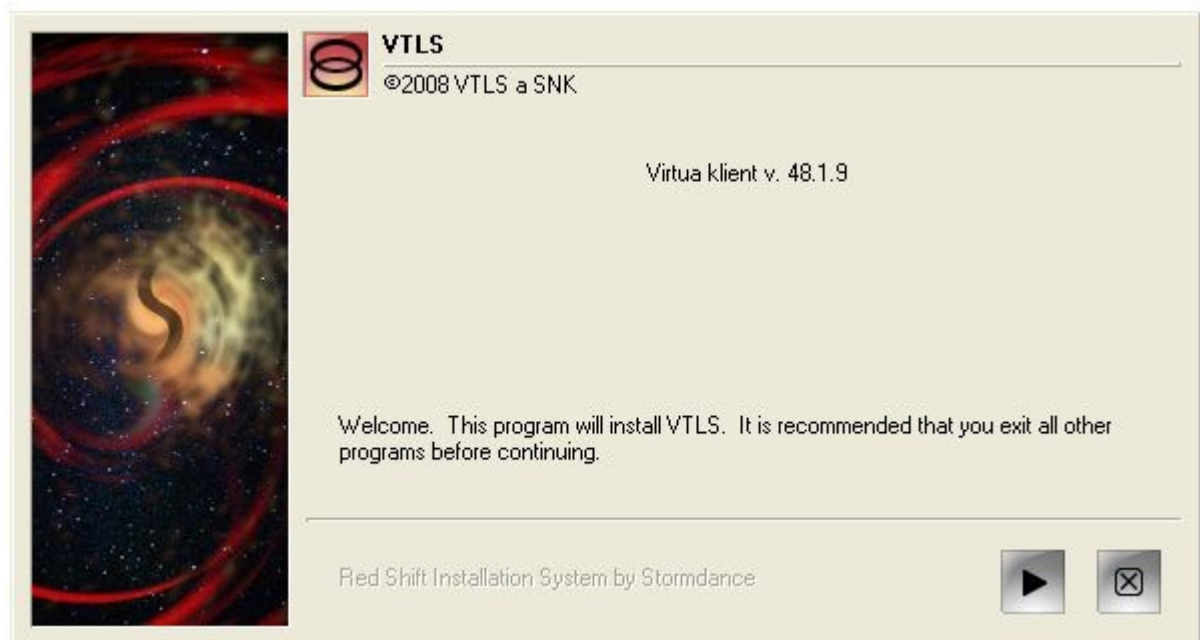 VTLS
©2008 VTLS a SNK
Virtua klient v. 48.1.9
Welcome. This program will install VTLS. It is recommended that you exit all other
programs before continuing.
Red Shift Installation System by Stormdance